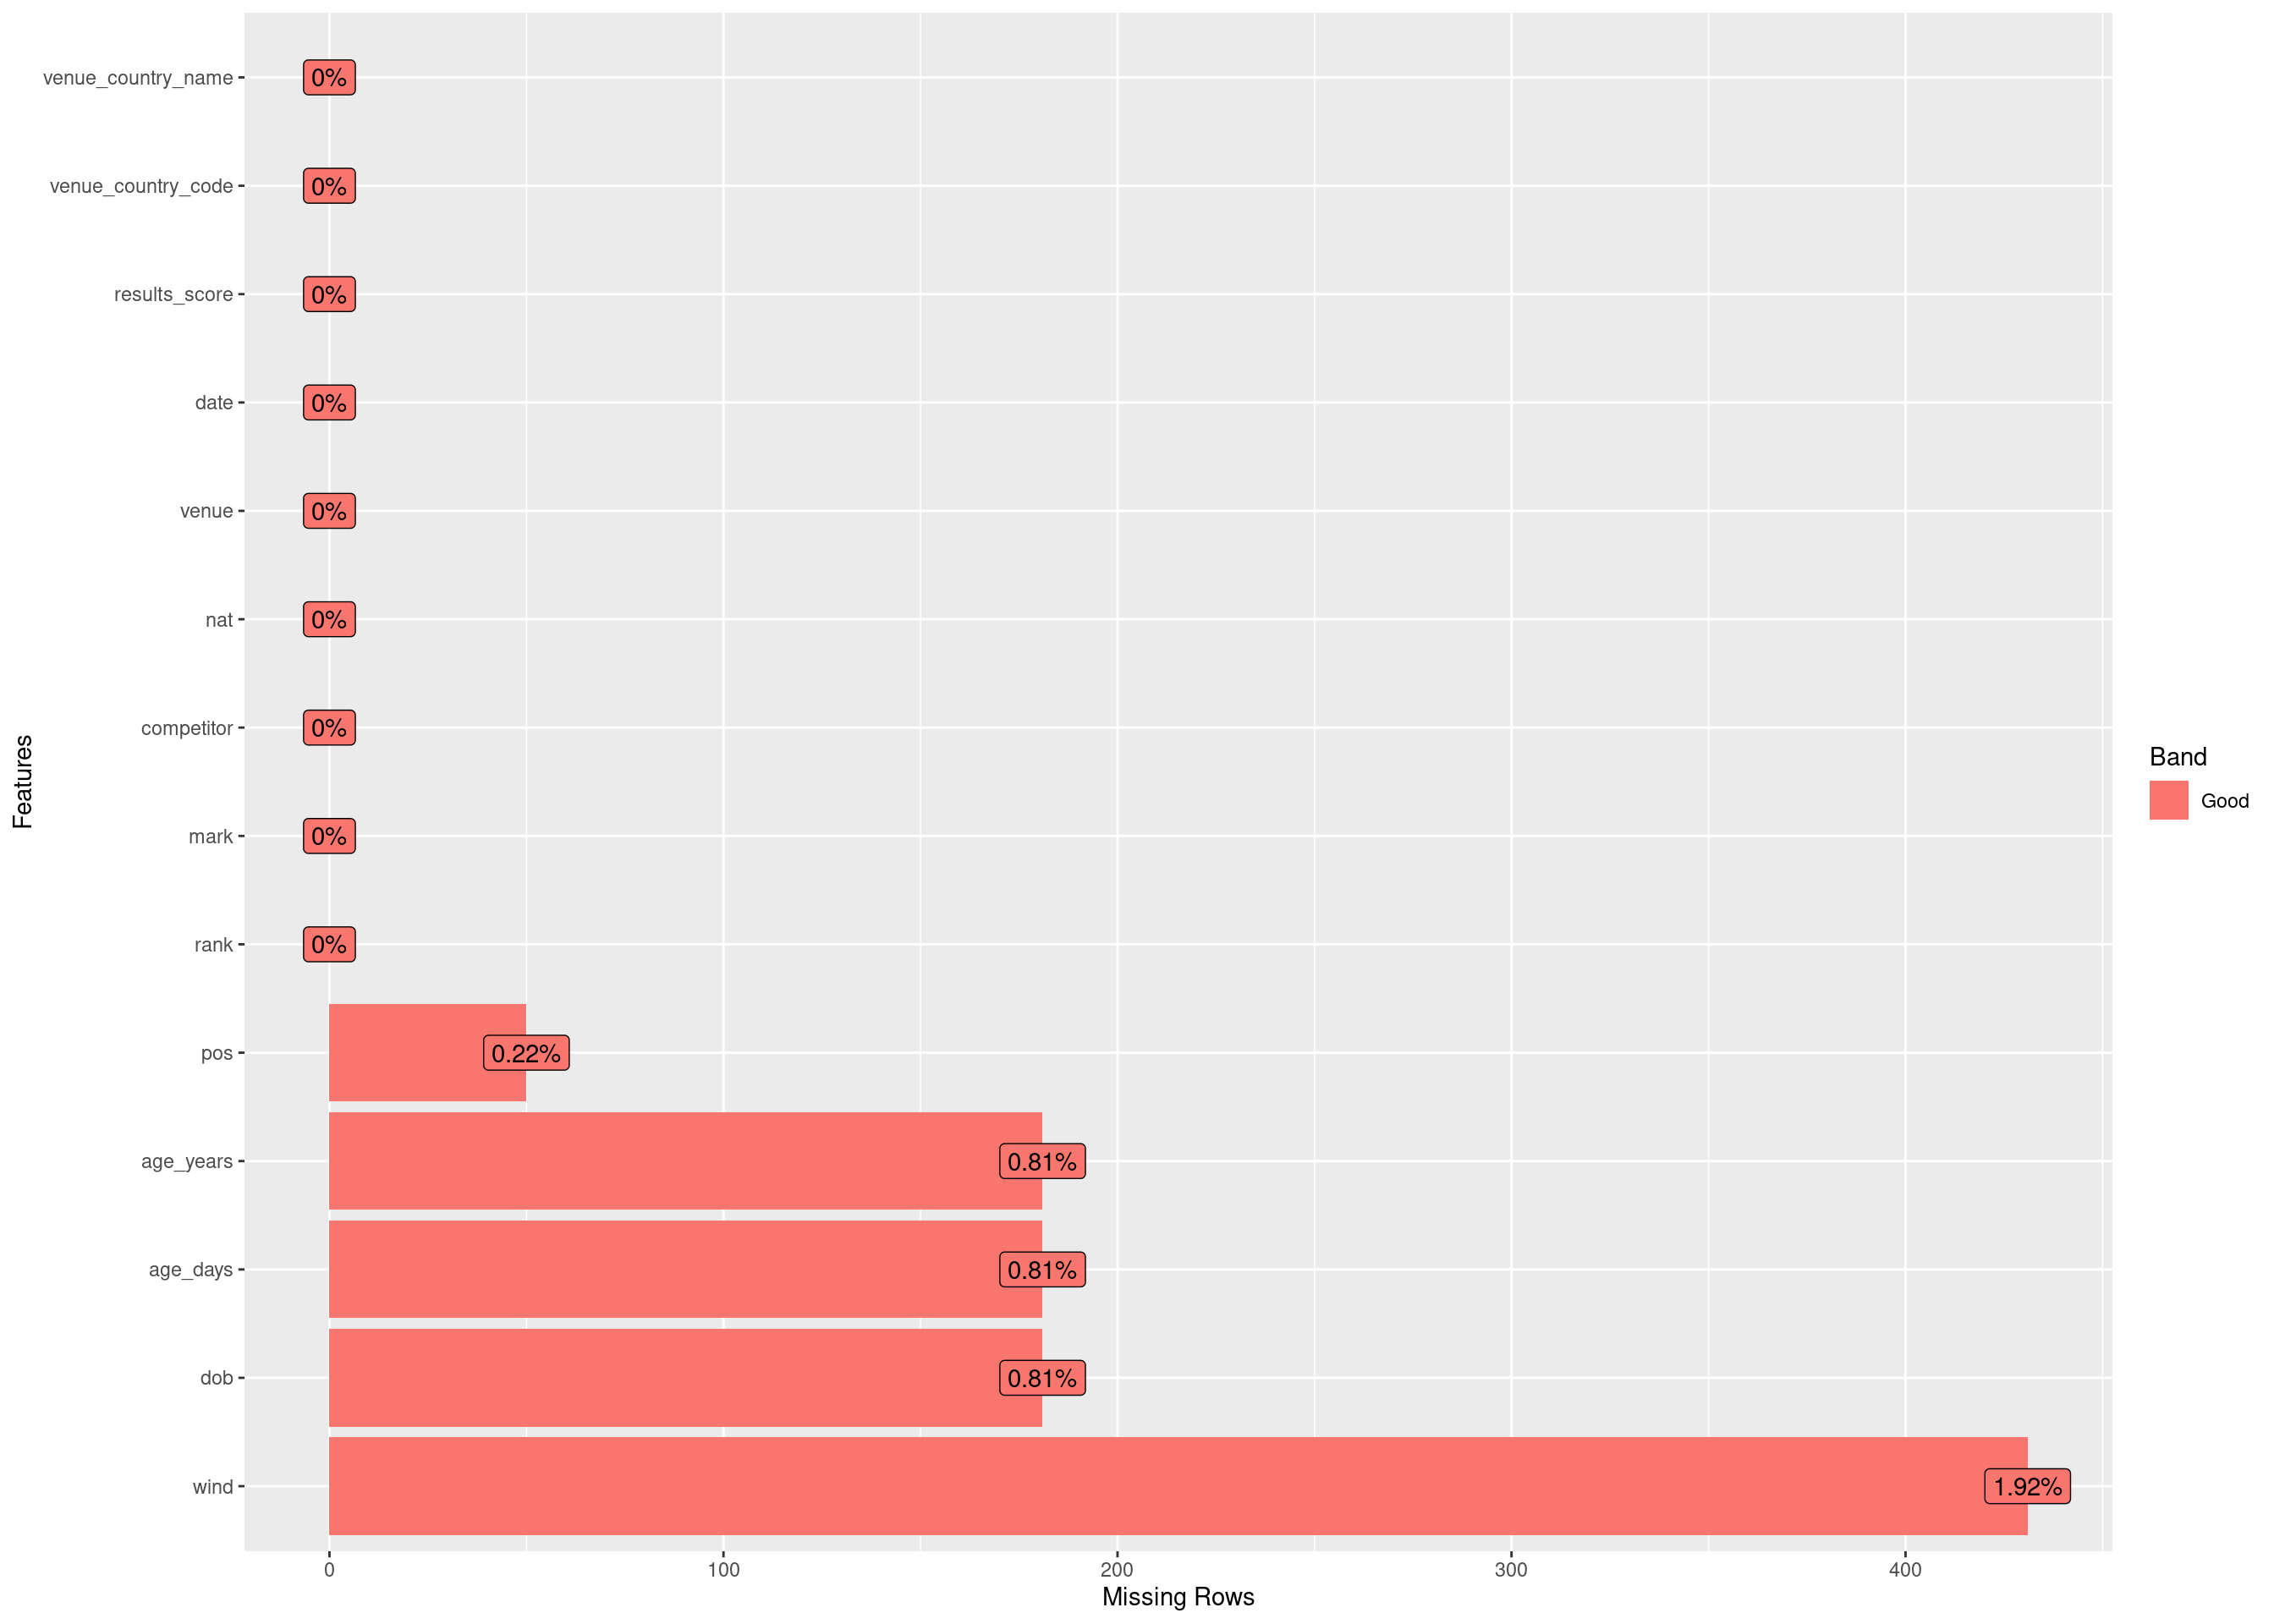 venue_country_name
0%
venue_country_code
0%
results_score
0%
date
0%
venue
0%
nat
0%
competitor
0%
mark
0%
rank
0%
pos
0.22%
age_years
0.81%
age_days
0.81%
dob
0.81%
wind
1.92%
Features
0 100 200 300 400
Missing Rows
Band
Good